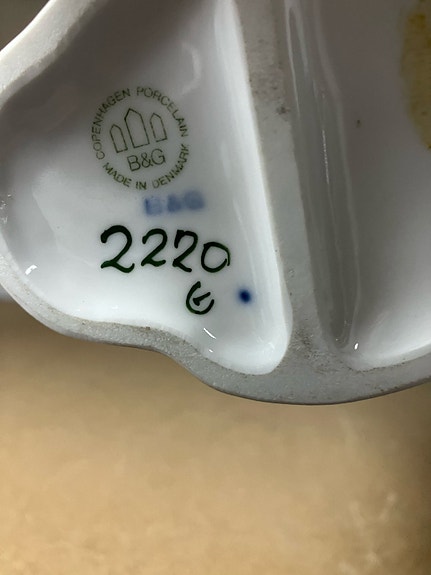 COPENHAGEN PORCELAIN
B&G
MADE IN DENMARK
B&G
2220